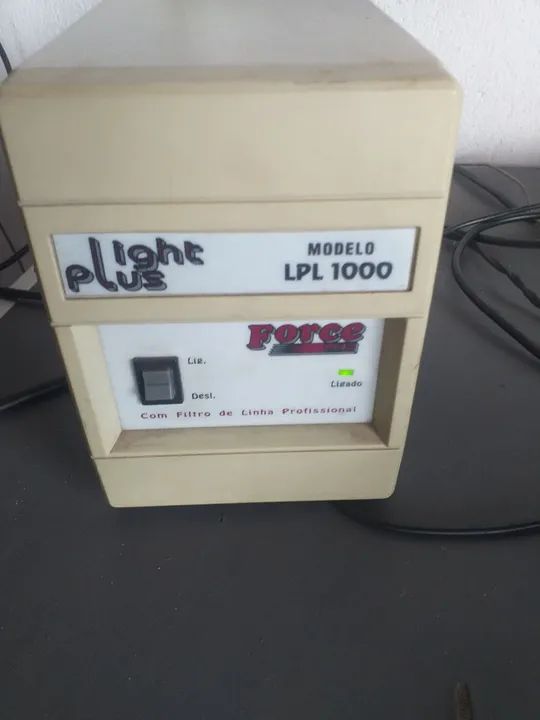 Light
Plus
MODELO
LPL 1000
Force
Lig.
Ligado
Desl.
Com Filtro de Linha Profissional